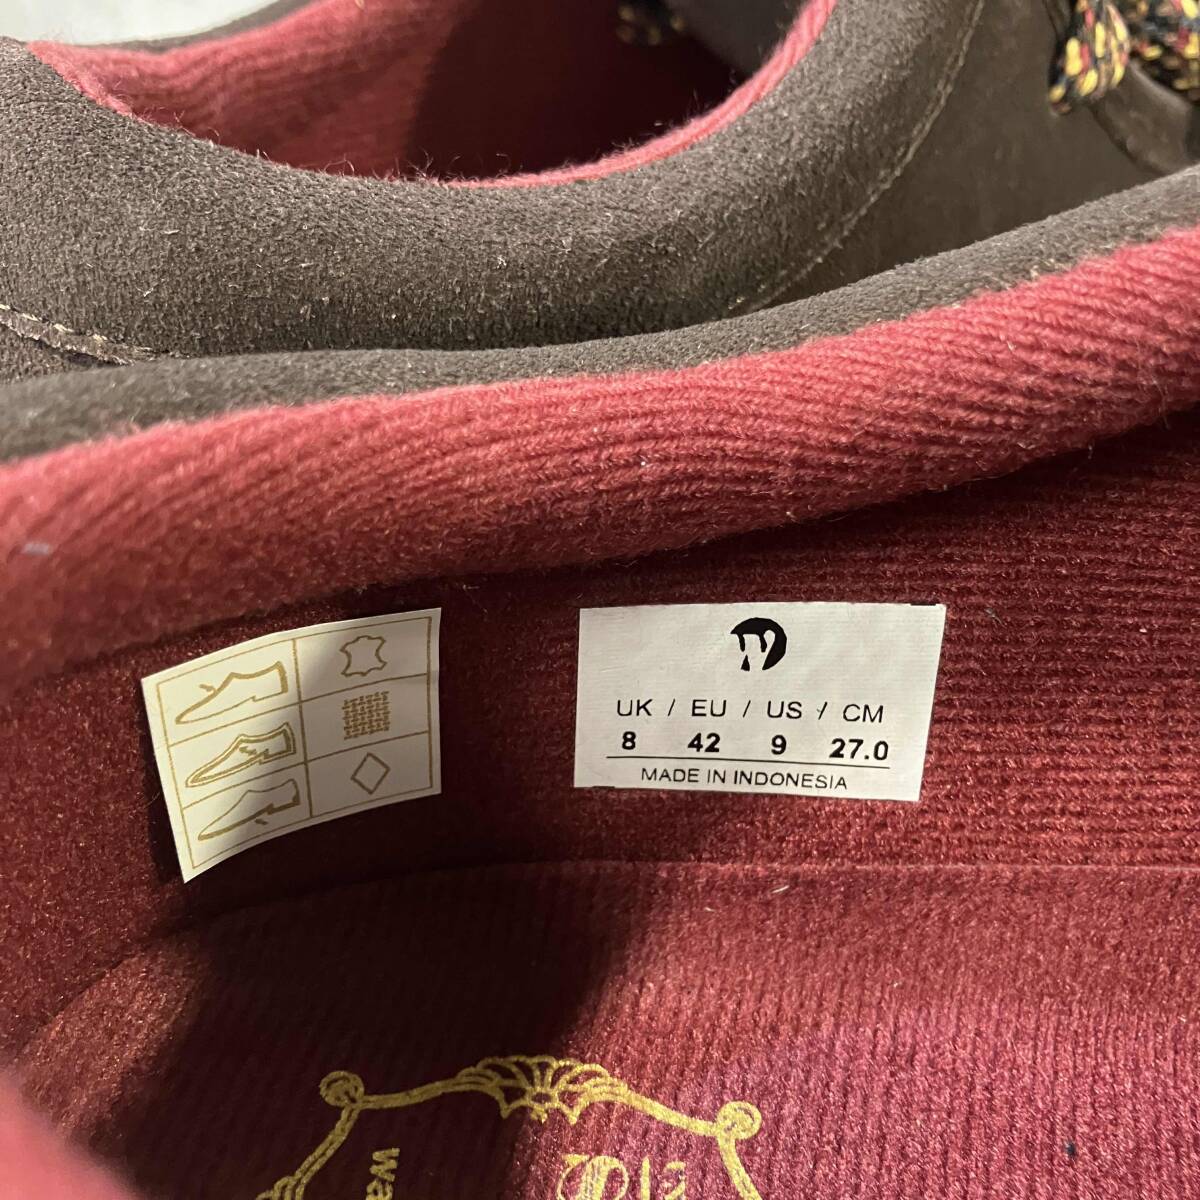 UK / EU / US / CM
8 42 9 27.0
MADE IN INDONESIA